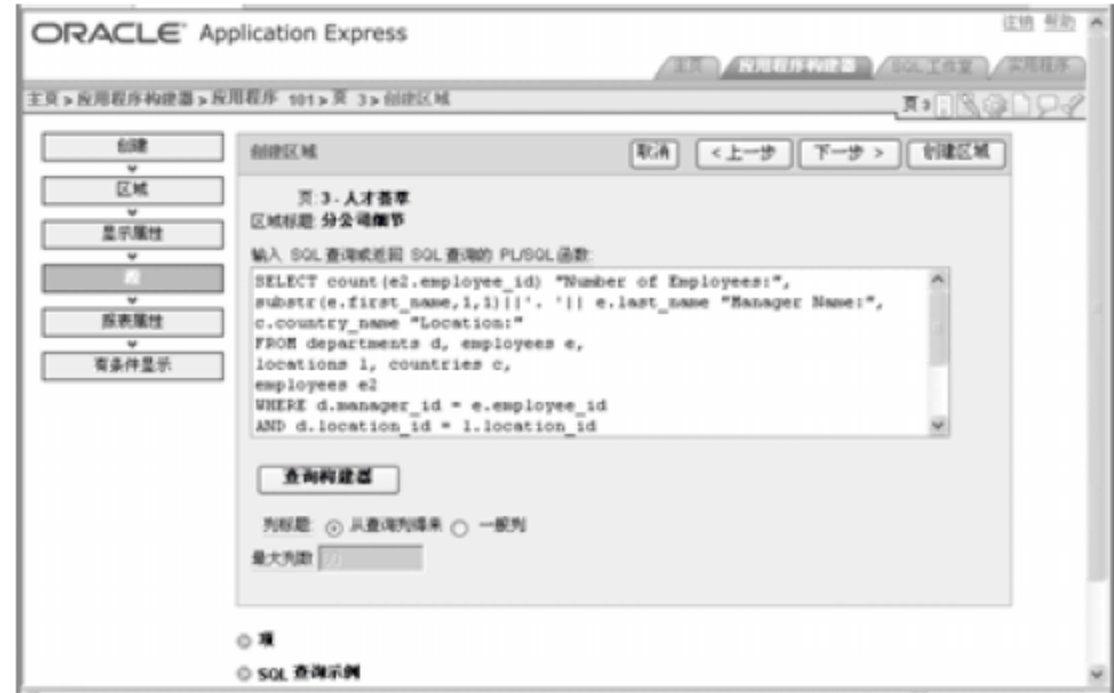 ORACLE Application Express
注销 帮助
主页 应用程序构建器 SQL 工作室 实用程序
主页 > 应用程序构建器 > 应用程序 101 > 页 3 > 创建区域
页 3
创建
区域
显示属性
源
报表属性
有条件显示
创建区域
取消 < 上一步 下一步 > 创建区域
页: 3 - 人才荟萃
区域标题: 分公司细节
输入 SQL 查询或返回 SQL 查询的 PL/SQL 函数:
SELECT count(e2.employee_id) "Number of Employees:",
substr(e.first_name,1,1)||'. '|| e.last_name "Manager Name:",
c.country_name "Location:"
FROM departments d, employees e,
locations l, countries c,
employees e2
WHERE d.manager_id = e.employee_id
AND d.location_id = l.location_id
查询构建器
列标题: 从查询列得来 一般列
最大列数
项
SQL 查询示例